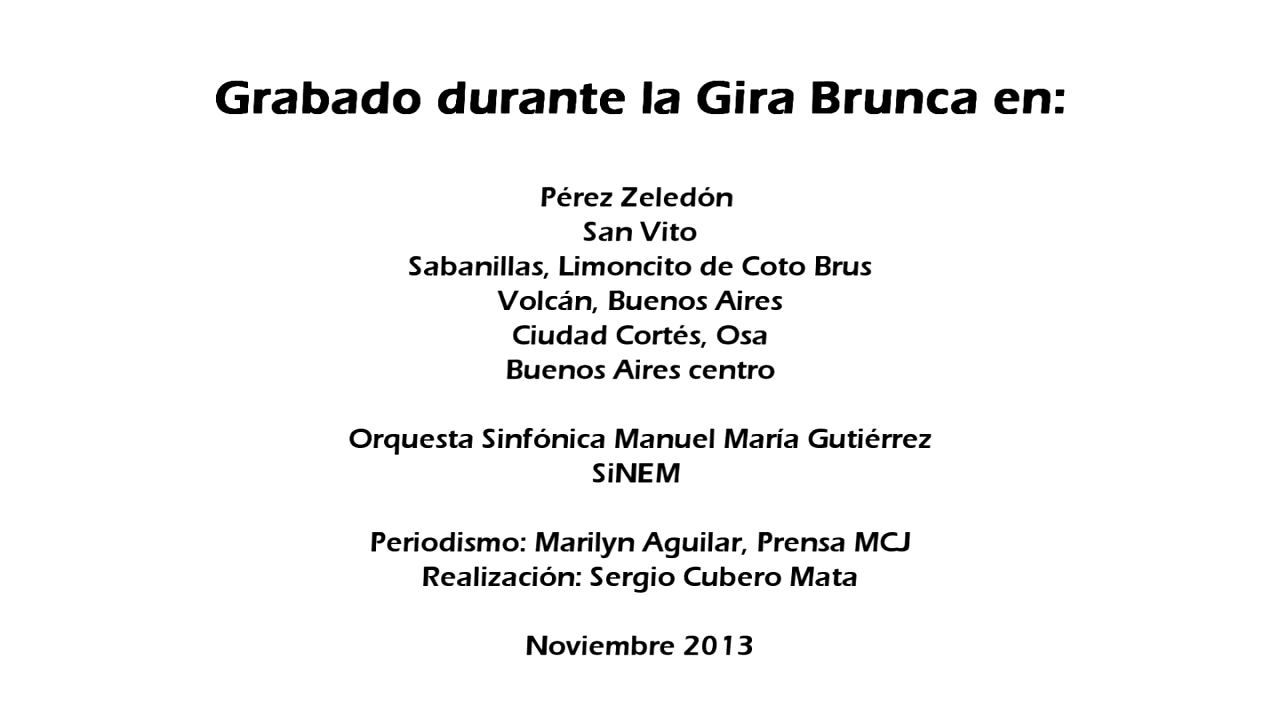 Grabado durante la Gira Brunca en:
Pérez Zeledón
San Vito
Sabanillas, Limoncito de Coto Brus
Volcán, Buenos Aires
Ciudad Cortés, Osa
Buenos Aires centro
Orquesta Sinfónica Manuel María Gutiérrez
SiNEM
Periodismo: Marilyn Aguilar, Prensa MCJ
Realización: Sergio Cubero Mata
Noviembre 2013